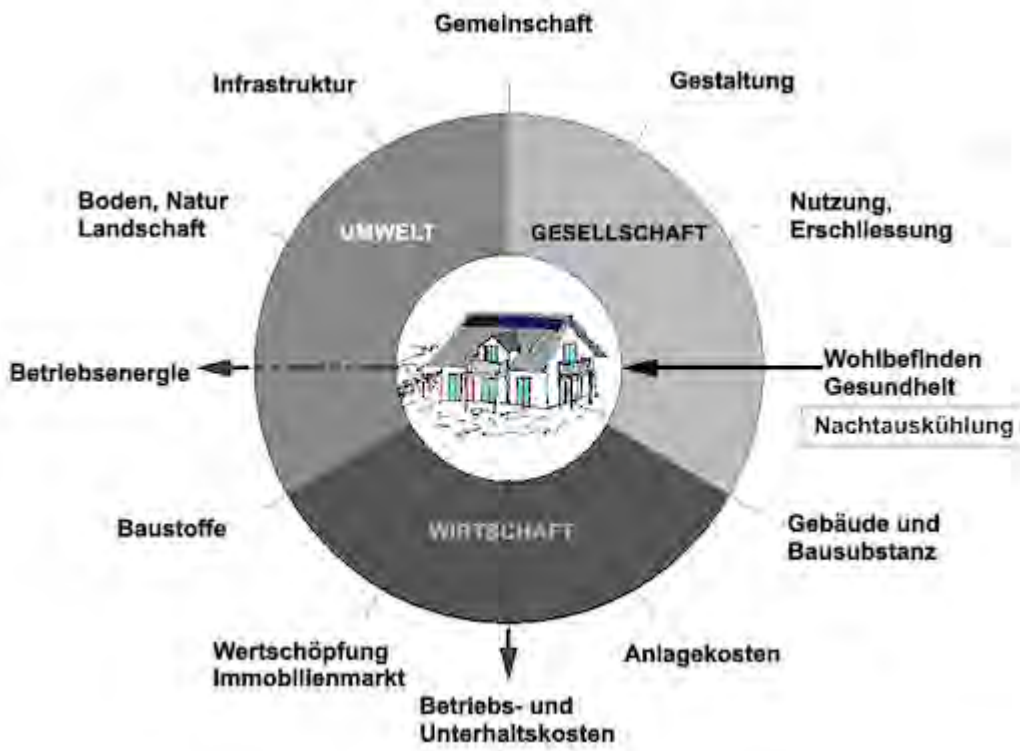 Gemeinschaft
Infrastruktur
Gestaltung
Boden, Natur
Landschaft
UMWELT
GESELLSCHAFT
Nutzung,
Erschliessung
Betriebsenergie
Wohlbefinden
Gesundheit
Nachtauskühlung
Baustoffe
WIRTSCHAFT
Gebäude und
Bausubstanz
Wertschöpfung
Immobilienmarkt
Anlagekosten
Betriebs- und
Unterhaltskosten